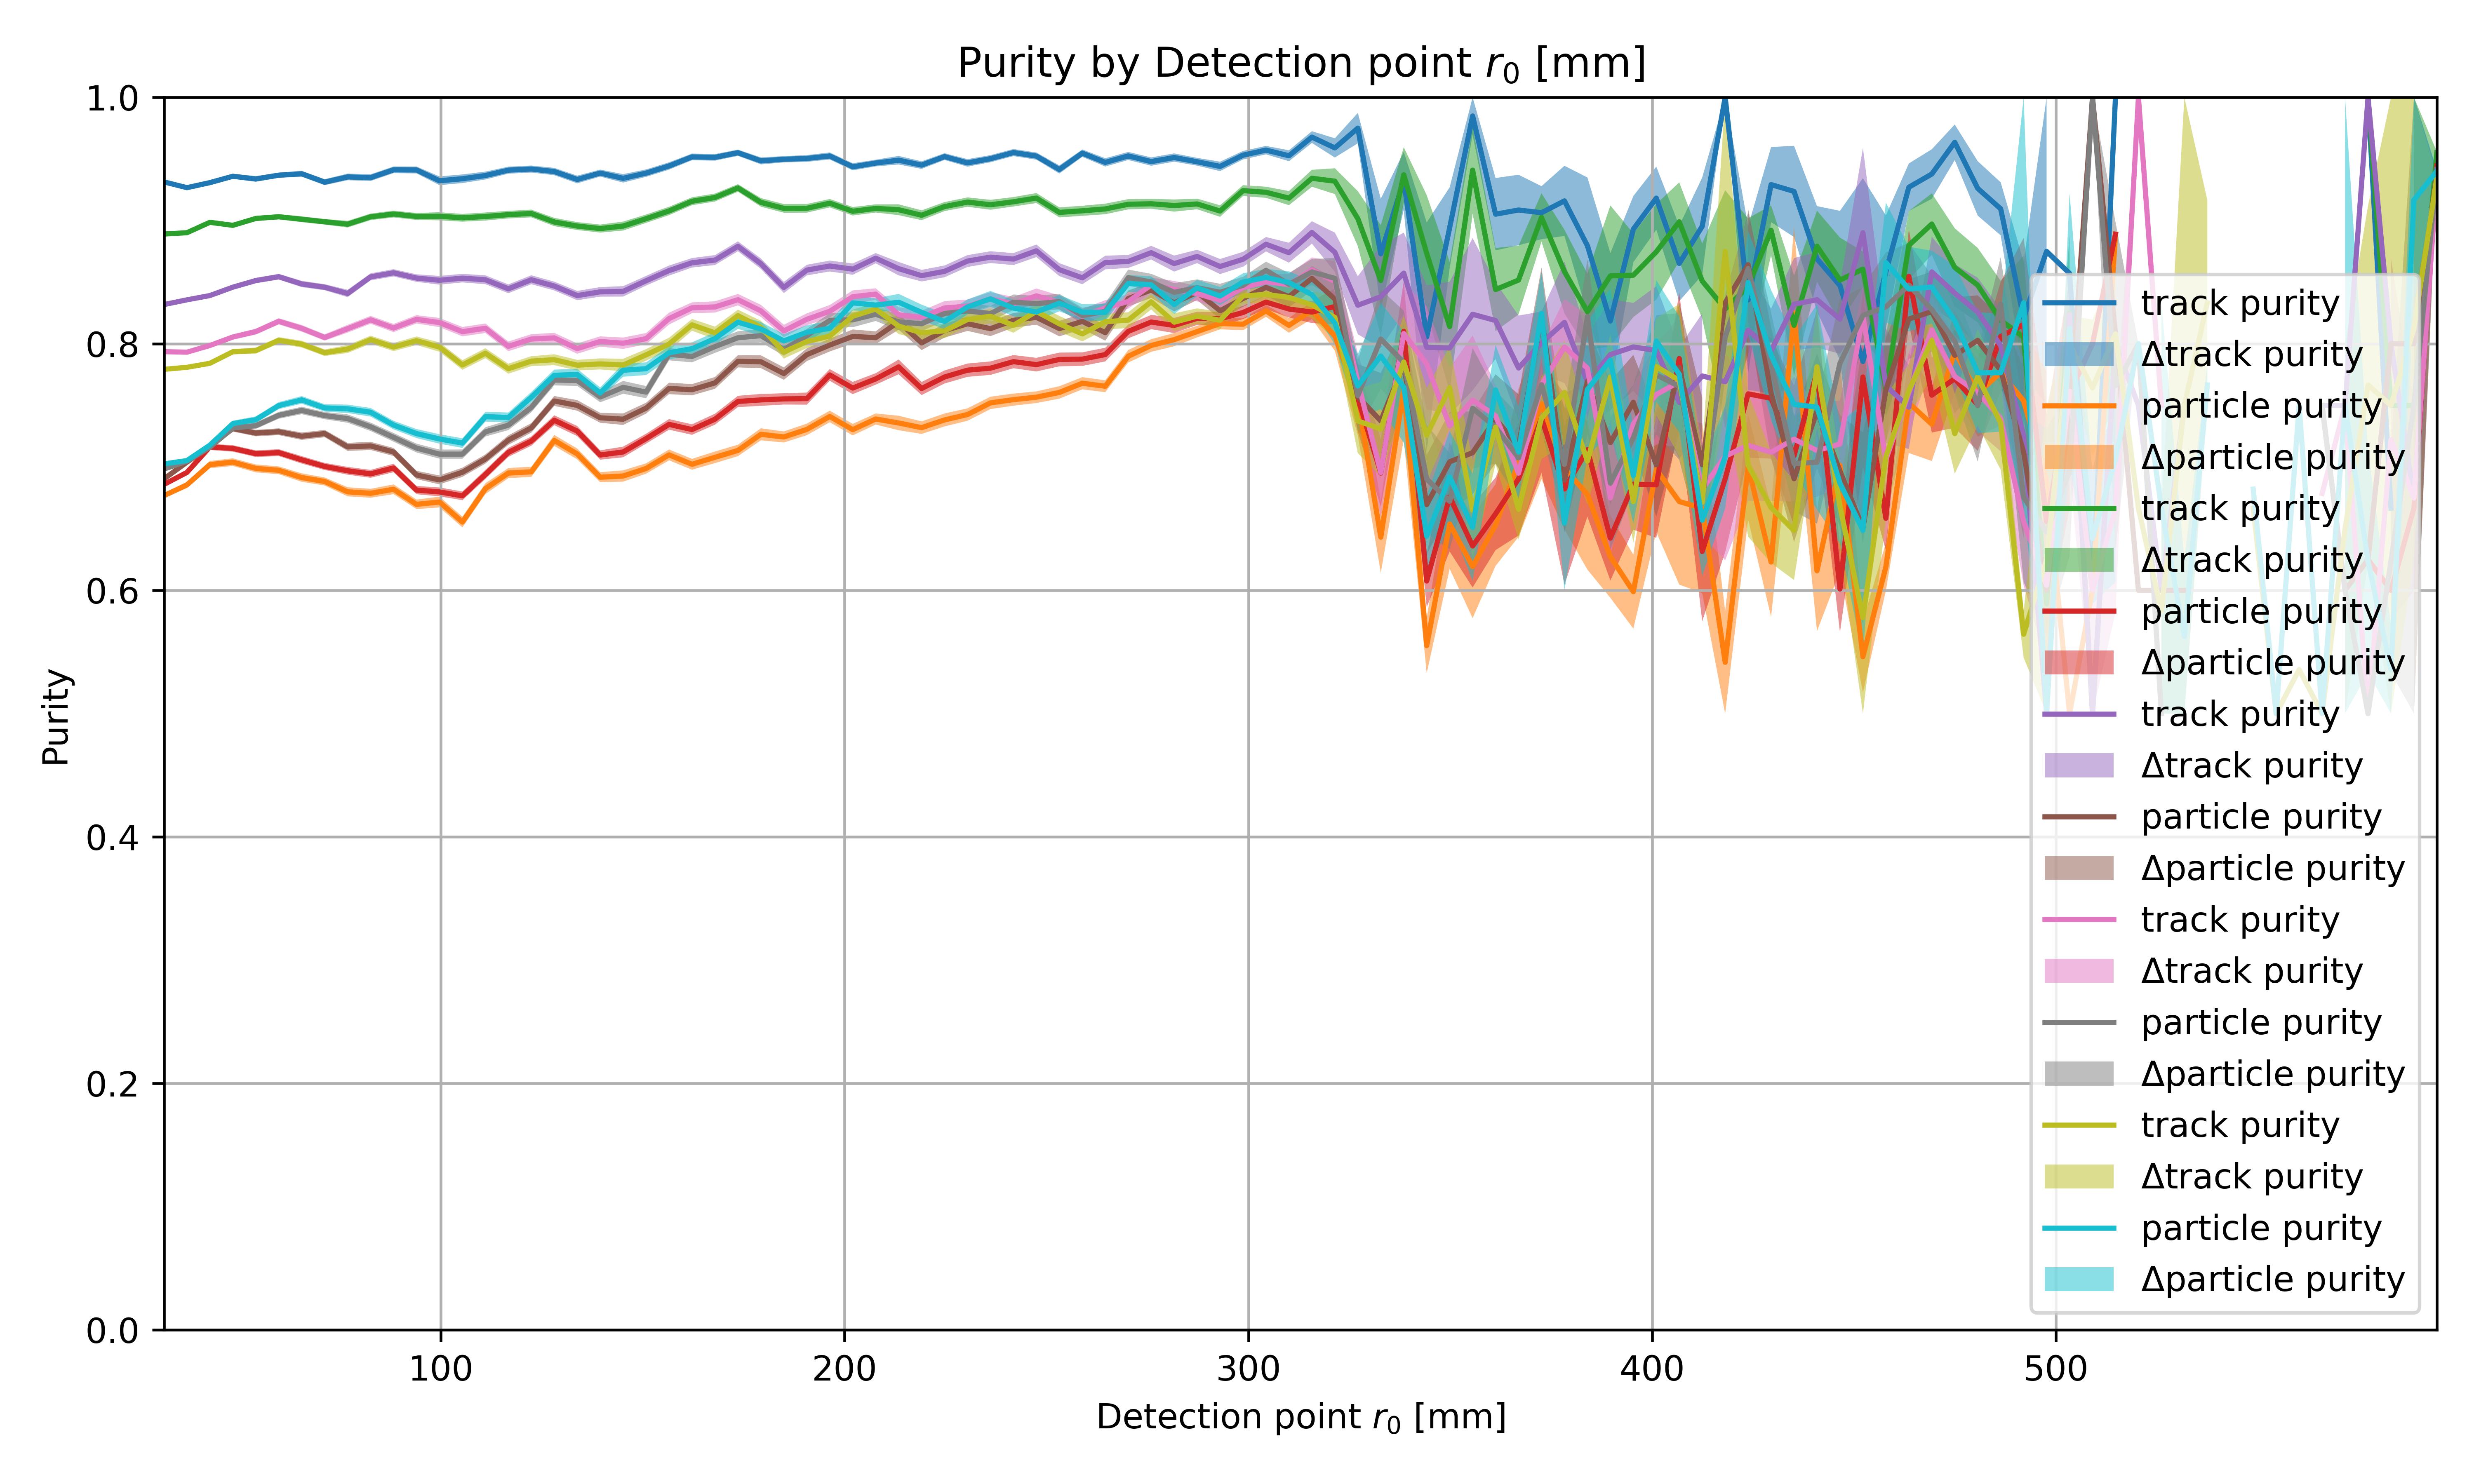 Purity by Detection point r₀ [mm]
1.0
0.8
0.6
0.4
0.2
0.0
Purity
100
200
300
400
500
Detection point r₀ [mm]
track purity
Δtrack purity
particle purity
Δparticle purity
track purity
Δtrack purity
particle purity
Δparticle purity
track purity
Δtrack purity
particle purity
Δparticle purity
track purity
Δtrack purity
particle purity
Δparticle purity
track purity
Δtrack purity
particle purity
Δparticle purity